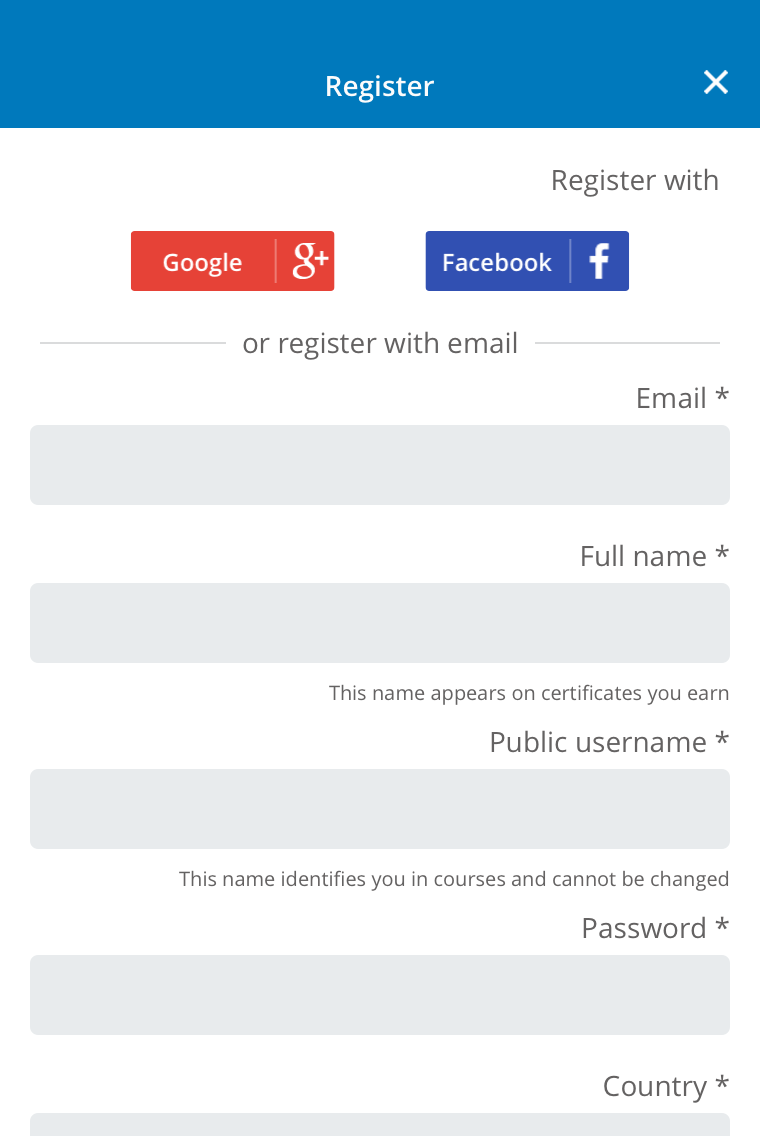 Register
Register with
Google g+
Facebook f
or register with email
Email *
Full name *
This name appears on certificates you earn
Public username *
This name identifies you in courses and cannot be changed
Password *
Country *